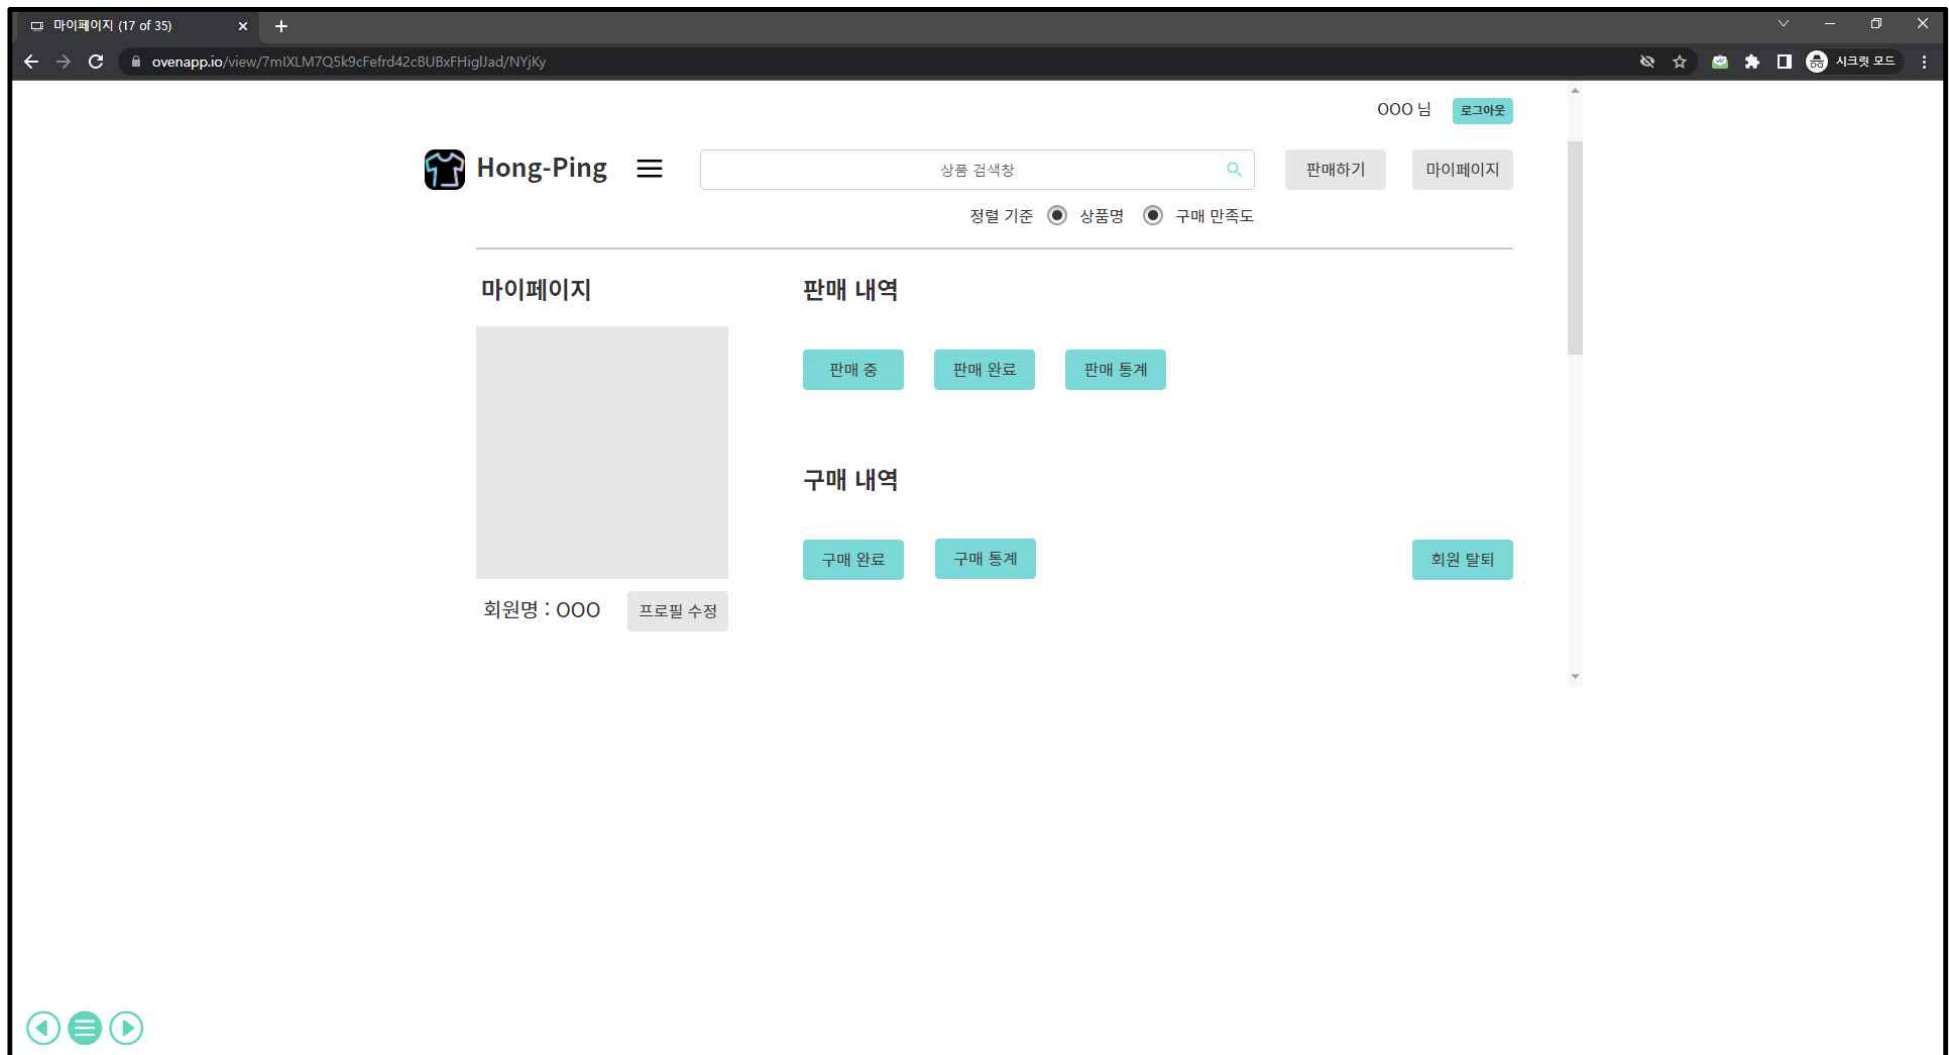 마이페이지 (17 of 35)
ovenapp.io/view/7mIXLM7Q5k9cFefrd42cBUBxFHiglJad/NYjKy
시크릿 모드
OOO 님 로그아웃
Hong-Ping 상품 검색창 판매하기 마이페이지
정렬 기준 상품명 구매 만족도
마이페이지 판매 내역
판매 중 판매 완료 판매 통계
구매 내역
구매 완료 구매 통계 회원 탈퇴
회원명 : OOO 프로필 수정